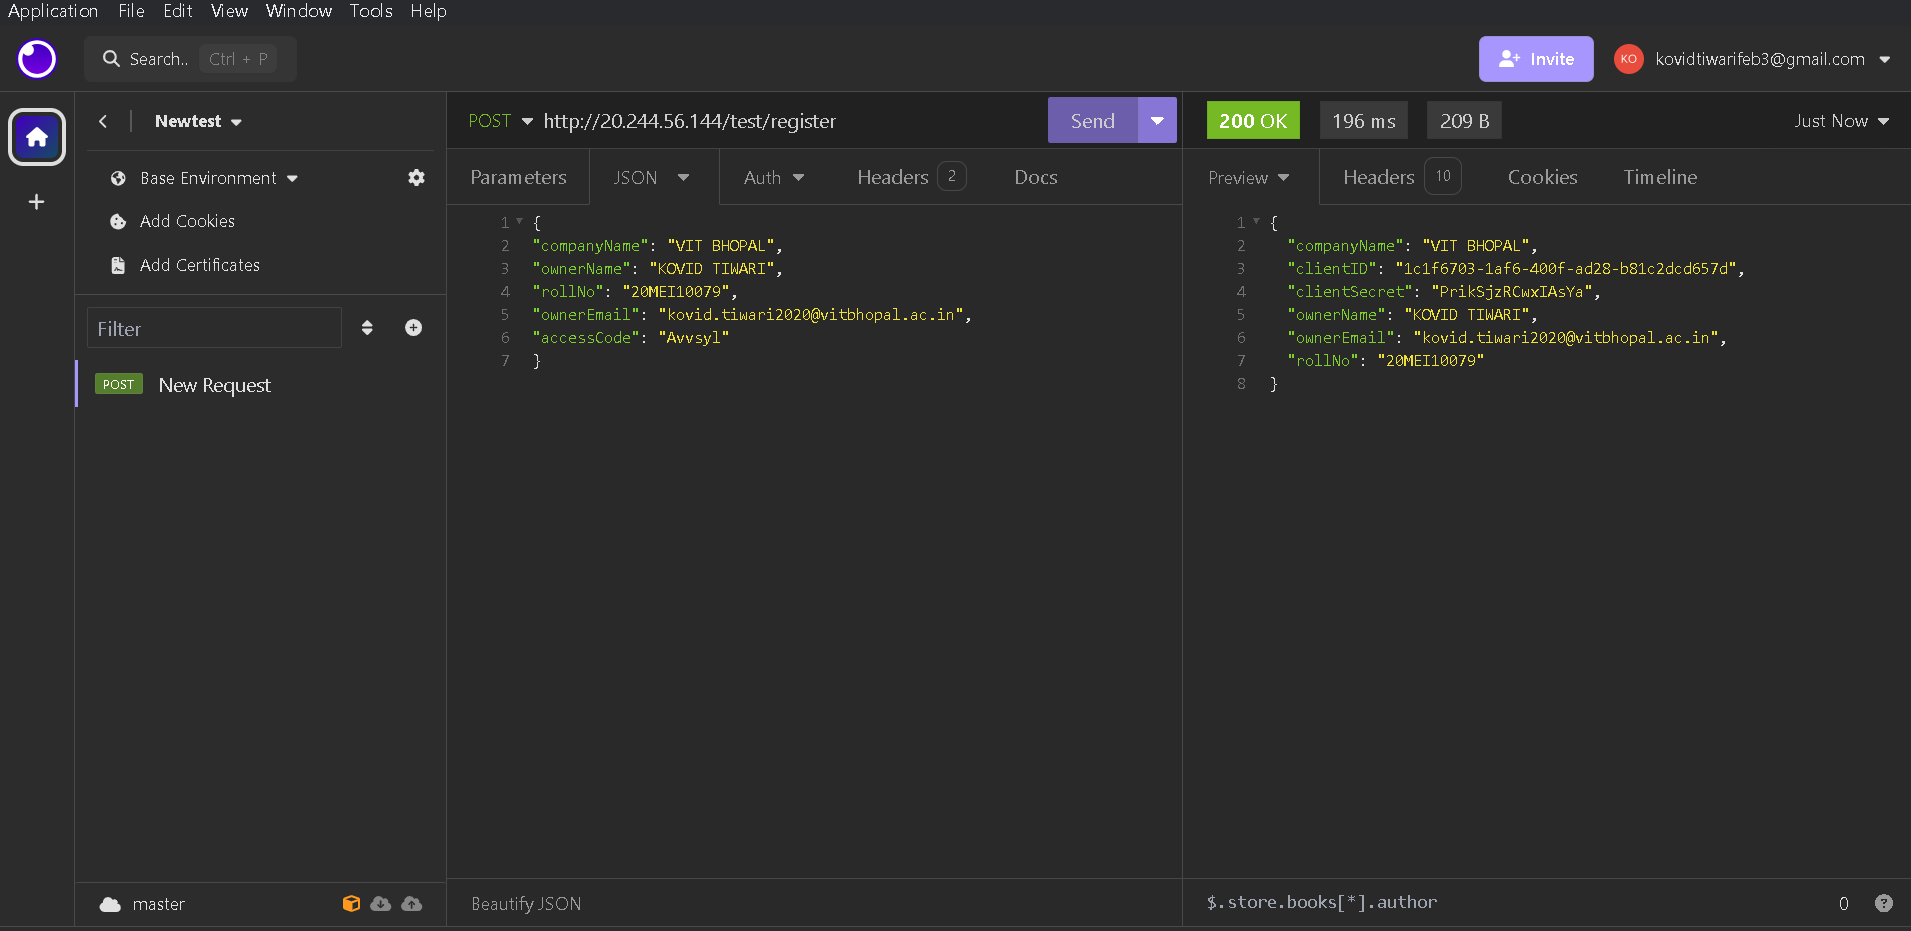 Application File Edit View Window Tools Help
Search.. Ctrl + P
Invite
KO kovidtiwarifeb3@gmail.com
Newtest
Base Environment
Add Cookies
Add Certificates
Filter
POST New Request
master
POST http://20.244.56.144/test/register Send
Parameters JSON Auth Headers 2 Docs
1 {
2 "companyName": "VIT BHOPAL",
3 "ownerName": "KOVID TIWARI",
4 "rollNo": "20MEI10079",
5 "ownerEmail": "kovid.tiwari2020@vitbhopal.ac.in",
6 "accessCode": "Avvsyl"
7 }
Beautify JSON
200 OK 196 ms 209 B Just Now
Preview Headers 10 Cookies Timeline
1 {
2 "companyName": "VIT BHOPAL",
3 "clientID": "1c1f6703-1af6-400f-ad28-b81c2dcd657d",
4 "clientSecret": "PrikSjzRCwxIAsYa",
5 "ownerName": "KOVID TIWARI",
6 "ownerEmail": "kovid.tiwari2020@vitbhopal.ac.in",
7 "rollNo": "20MEI10079"
8 }
$.store.books[*].author 0 ?